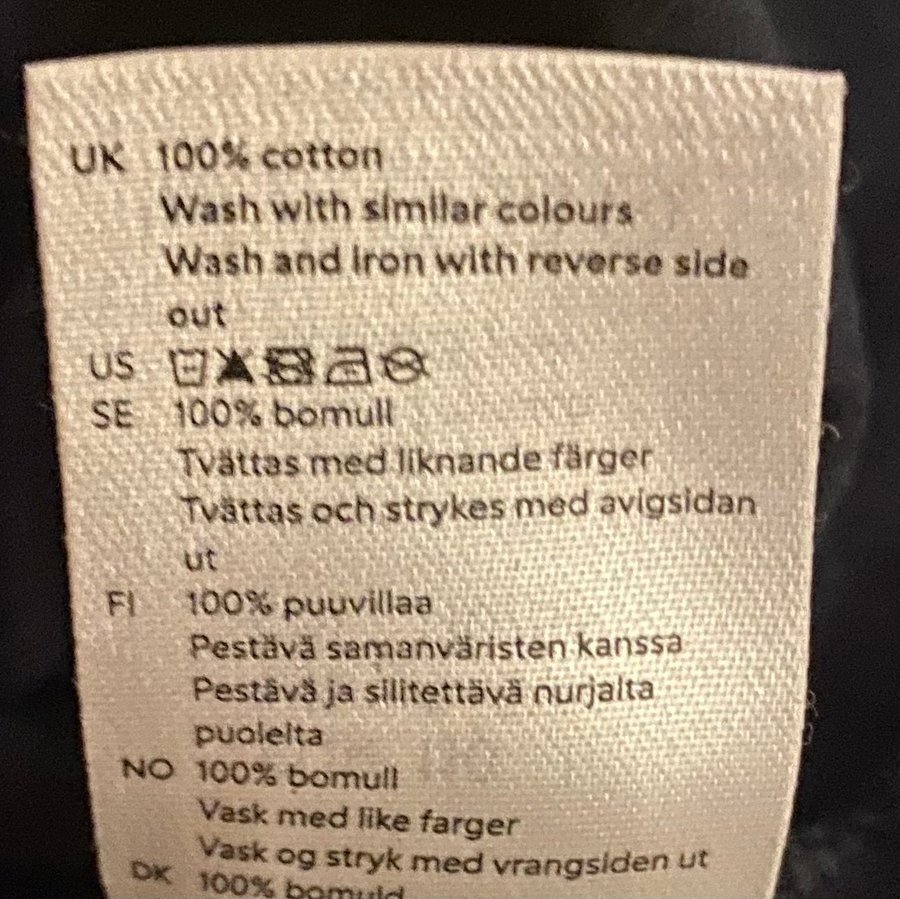 UK 100% cotton
Wash with similar colours
Wash and iron with reverse side
out
US
SE 100% bomull
Tvättas med liknande färger
Tvättas och strykes med avigsidan
ut
FI 100% puuvillaa
Pestävä samanväristen kanssa
Pestävä ja silitettävä nurjalta
puolelta
NO 100% bomull
Vask med like farger
Vask og stryk med vrangsiden ut
DK 100% bomuld